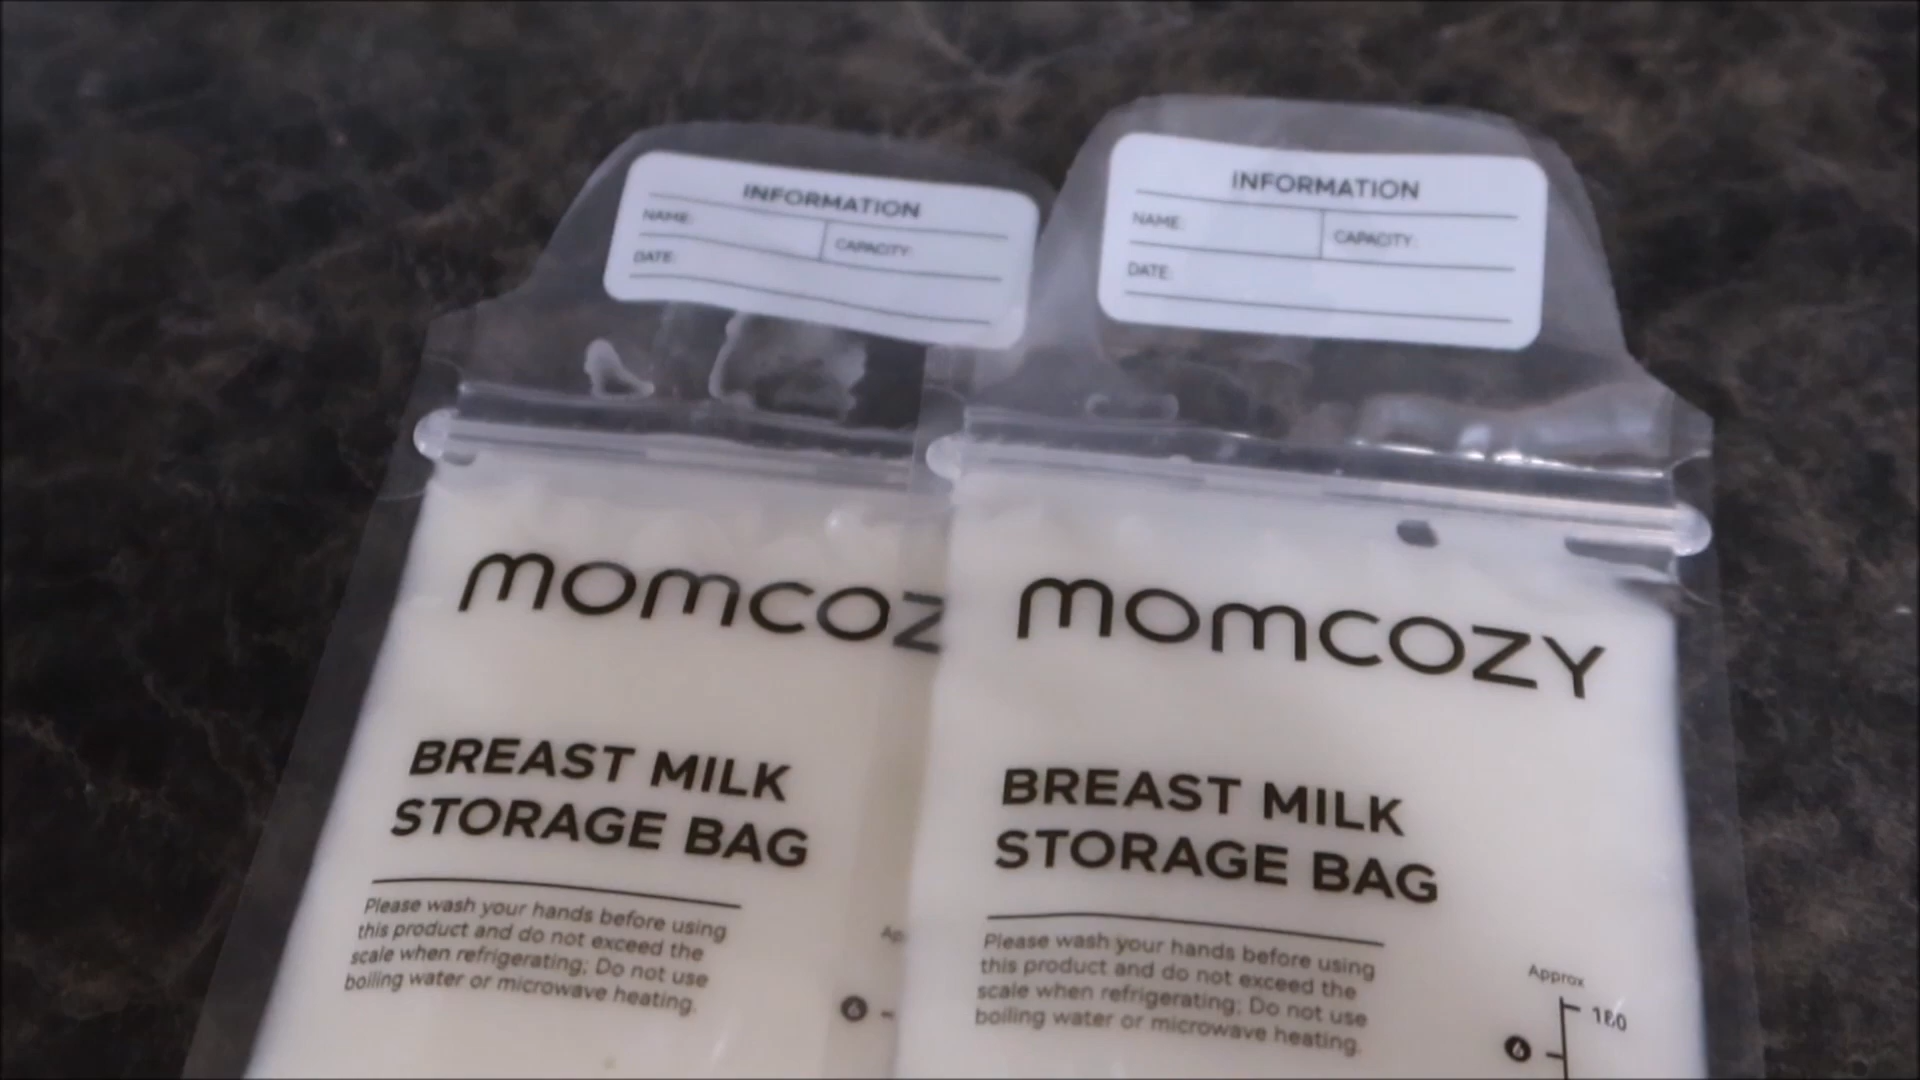 INFORMATION
NAME:
CAPACITY:
DATE:
momcoz
BREAST MILK
STORAGE BAG
Please wash your hands before using
this product and do not exceed the
scale when refrigerating; Do not use
boiling water or microwave heating.
Ap
INFORMATION
NAME:
CAPACITY:
DATE:
momcozy
BREAST MILK
STORAGE BAG
Please wash your hands before using
this product and do not exceed the
scale when refrigerating; Do not use
boiling water or microwave heating.
Approx
180